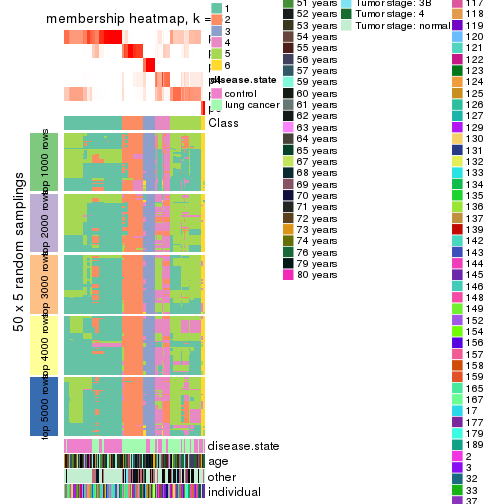 membership heatmap, k =
1
2
3
4
5
6
disease.state
control
lung cancer
Class
50 x 5 random samplings
top 1000 rows
top 2000 rows
top 3000 rows
top 4000 rows
top 5000 rows
disease.state
age
other
individual
51 years
52 years
53 years
54 years
55 years
56 years
57 years
59 years
60 years
61 years
62 years
63 years
64 years
65 years
67 years
68 years
69 years
70 years
71 years
72 years
73 years
74 years
76 years
79 years
80 years
Tumor stage: 3B
Tumor stage: 4
Tumor stage: normal
117
118
119
120
121
122
123
124
125
126
127
129
130
131
132
133
134
135
136
137
139
142
143
144
145
146
148
149
152
154
156
157
158
159
165
167
17
177
179
189
2
3
32
33
37